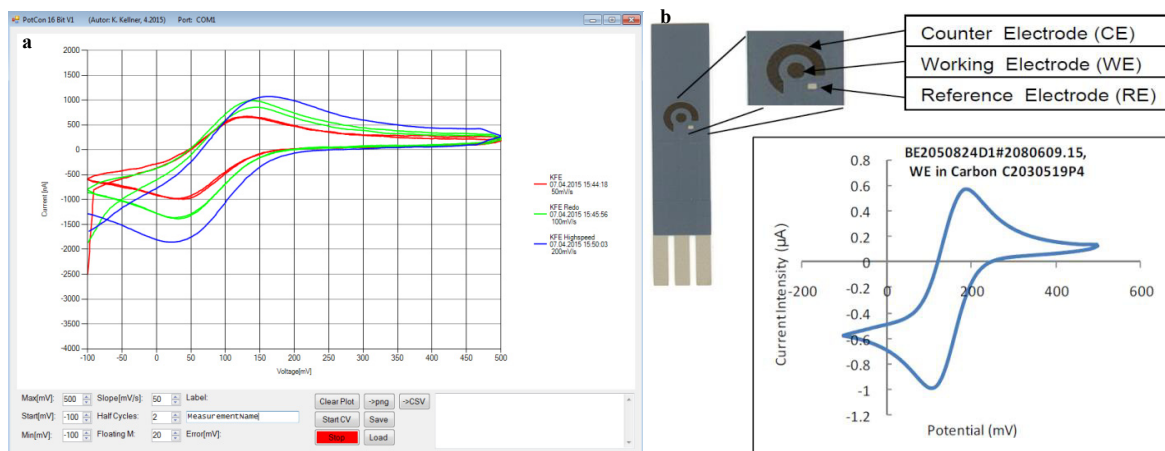 PotCon 16 Bit V1 (Autor: K. Kellner, 4.2015) Port: COM1
a
2000
1500
1000
500
0
-500
-1000
-1500
-2000
-2500
-3000
-3500
-4000
Current [nA]
-100 -50 0 50 100 150 200 250 300 350 400 450 500
Voltage[mV]
KFE
07.04.2015 15:44:18
50mV/s
KFE Redo
07.04.2015 15:45:56
100mV/s
KFE Highspeed
07.04.2015 15:50:03
200mV/s
Max[mV]: 500 Slope[mV/s]: 50 Label:
Start[mV]: -100 Half Cycles: 2 MeasurementName
Min[mV]: -100 Floating M: 20 Error[mV]:
Clear Plot ->png ->CSV
Start CV Save
Stop Load
b
Counter Electrode (CE)
Working Electrode (WE)
Reference Electrode (RE)
BE2050824D1#2080609.15,
WE in Carbon C2030519P4
0.8
0.6
0.4
0.2
0
-0.2
-0.4
-0.6
-0.8
-1
-1.2
-200 0 200 400 600
Current Intensity (µA)
Potential (mV)